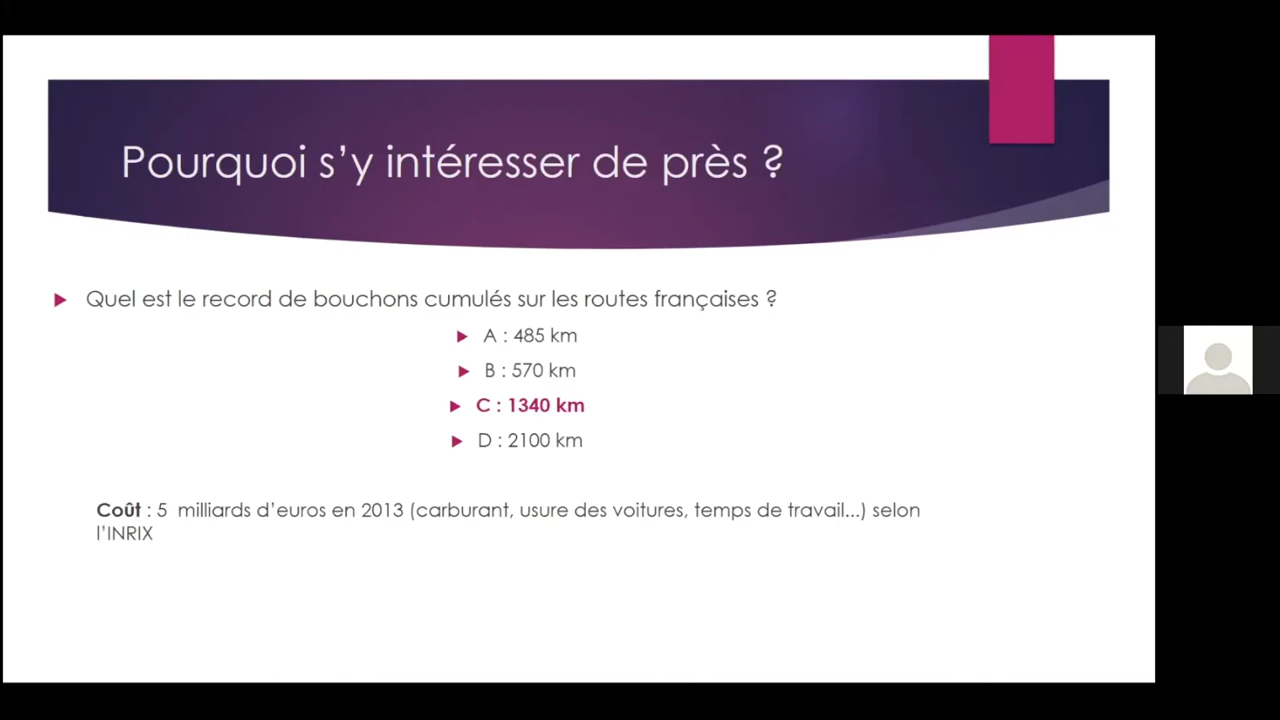 Pourquoi s'y intéresser de près ?
Quel est le record de bouchons cumulés sur les routes françaises ?
A : 485 km
B : 570 km
C : 1340 km
D : 2100 km
Coût : 5 milliards d'euros en 2013 (carburant, usure des voitures, temps de travail...) selon
l'INRIX